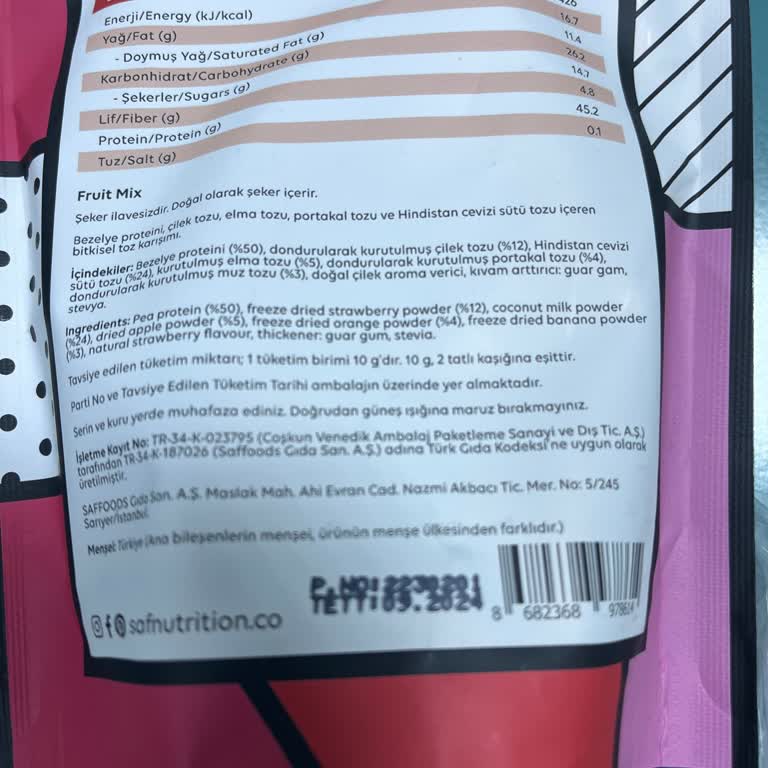 Enerji/Energy (kJ/kcal)
Yağ/Fat (g) 16.7
- Doymuş Yağ/Saturated Fat (g) 11.4
Karbonhidrat/Carbohydrate (g) 26.2
- Şekerler/Sugars (g) 14.7
Lif/Fiber (g) 4.8
Protein/Protein (g) 45.2
Tuz/Salt (g) 0.1
Fruit Mix
Şeker ilavesizdir. Doğal olarak şeker içerir.
Bezelye proteini, çilek tozu, elma tozu, portakal tozu ve Hindistan cevizi sütü tozu içeren
bitkisel toz karışımı.
İçindekiler: Bezelye proteini (%50), dondurularak kurutulmuş çilek tozu (%12), Hindistan cevizi
sütü tozu (%24), kurutulmuş elma tozu (%5), dondurularak kurutulmuş portakal tozu (%4),
dondurularak kurutulmuş muz tozu (%3), doğal çilek aroma verici, kıvam arttırıcı: guar gam,
stevya.
Ingredients: Pea protein (%50), freeze dried strawberry powder (%12), coconut milk powder
(%24), dried apple powder (%5), freeze dried orange powder (%4), freeze dried banana powder
(%3), natural strawberry flavour, thickener: guar gum, stevia.
Tavsiye edilen tüketim miktarı; 1 tüketim birimi 10 g'dır. 10 g, 2 tatlı kaşığına eşittir.
Parti No ve Tavsiye Edilen Tüketim Tarihi ambalajın üzerinde yer almaktadır.
Serin ve kuru yerde muhafaza ediniz. Doğrudan güneş ışığına maruz bırakmayınız.
İşletme Kayıt No: TR-34-K-023795 (Coşkun Venedik Ambalaj Paketleme Sanayi ve Dış Tic. A.Ş.)
tarafından TR-34-K-187026 (Saffoods Gıda San. A.Ş.) adına Türk Gıda Kodeksi'ne uygun olarak
üretilmiştir.
SAFFOODS Gıda San. A.Ş. Maslak Mah. Ahi Evran Cad. Nazmi Akbacı Tic. Mer. No: 5/245
Sarıyer/İstanbul
Menşei: Türkiye (Ana bileşenlerin menşei, ürünün menşe ülkesinden farklıdır.)
P.NO:2230201
TETT:09.2024
8 682368 978614
safnutrition.co